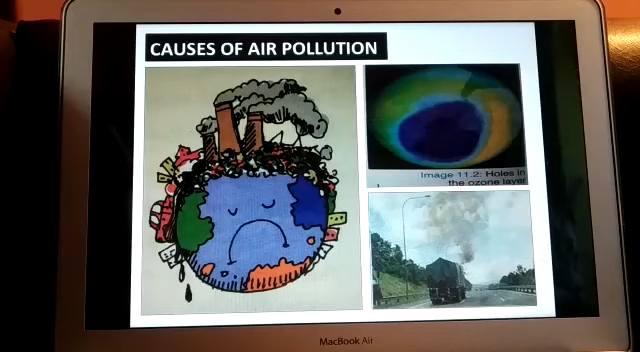 CAUSES OF AIR POLLUTION
Image 11.2: Holes in
the ozone layer
MacBook Air